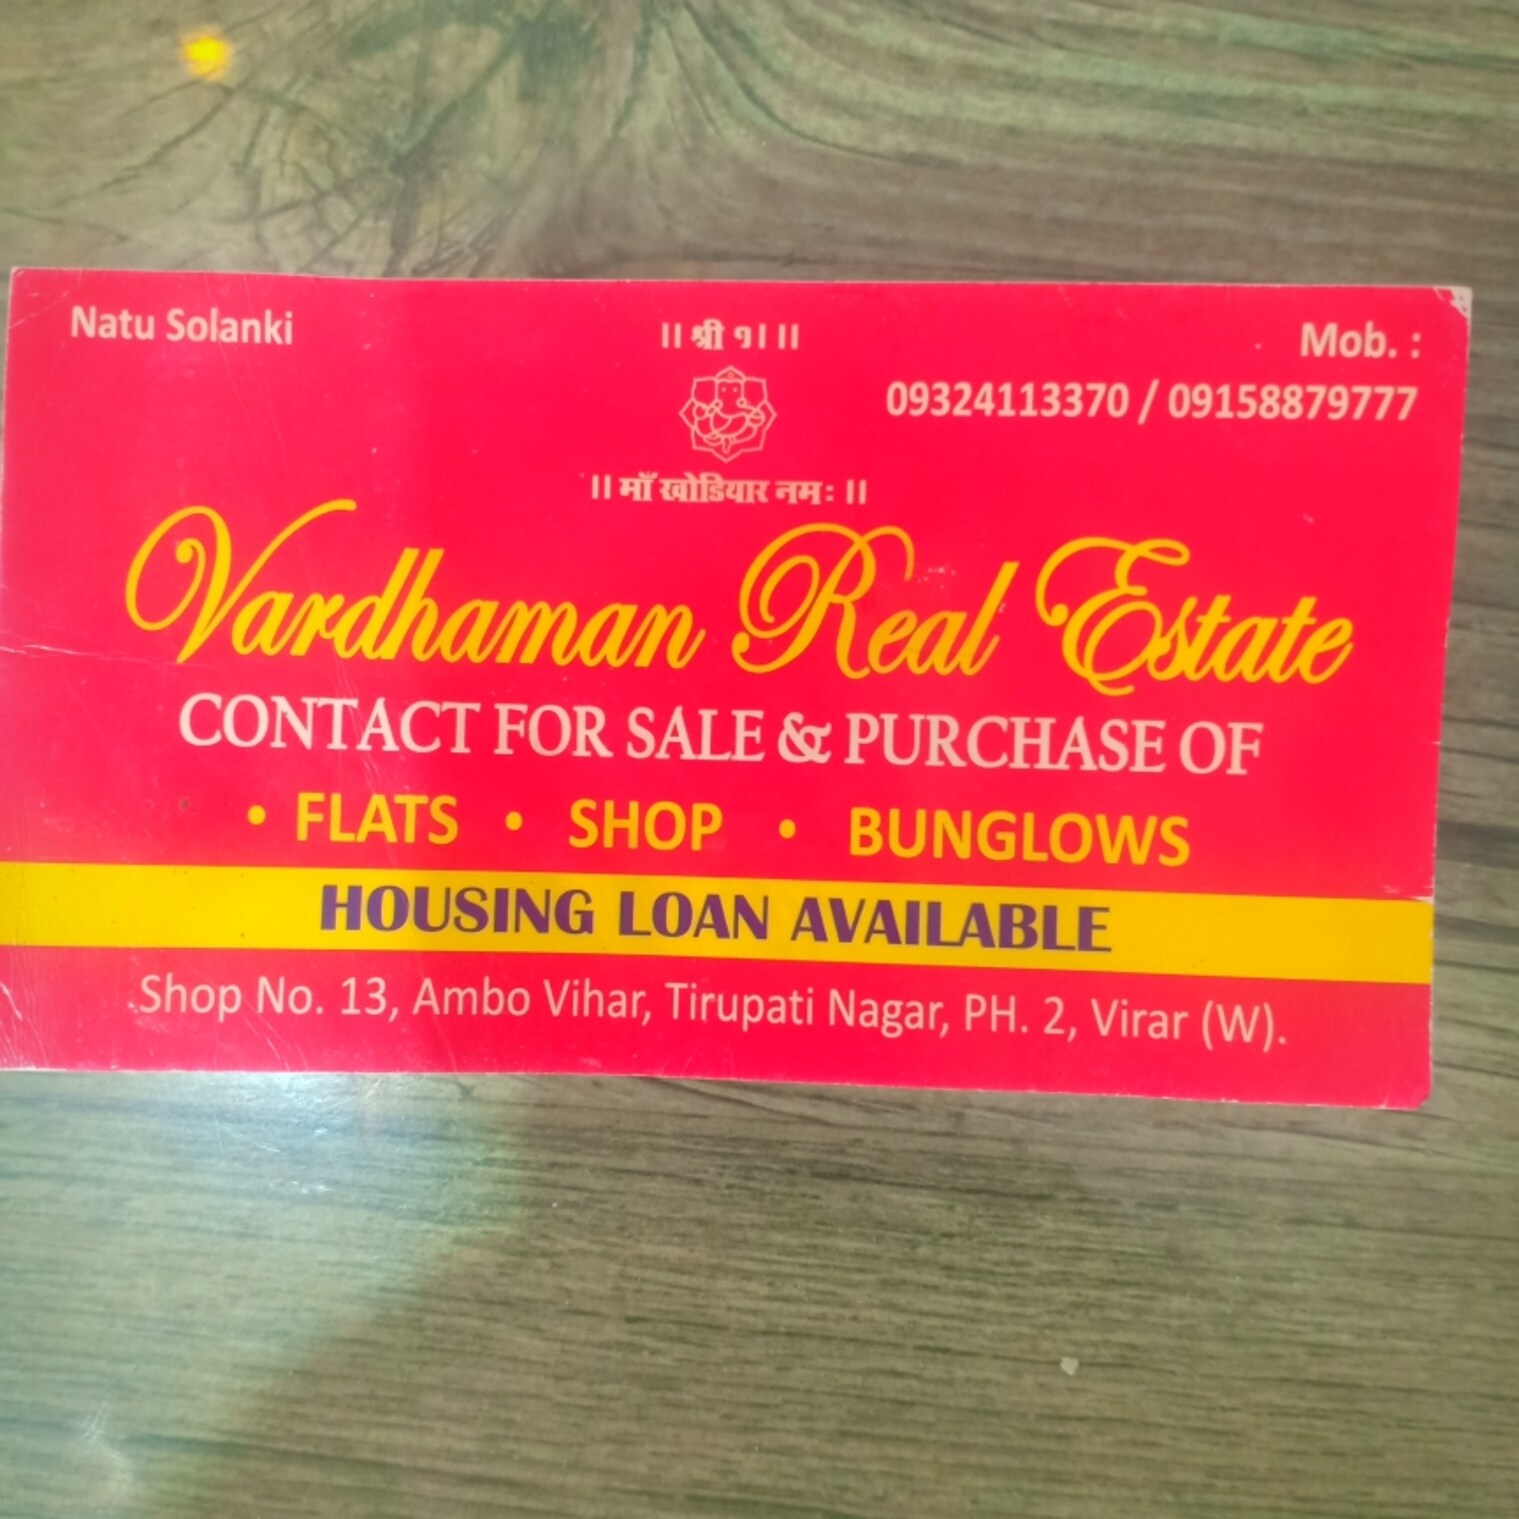 Natu Solanki
|| श्री १। ||
Mob. :
09324113370 / 09158879777
|| माँ खोडियार नमः ||
Vardhaman Real Estate
CONTACT FOR SALE & PURCHASE OF
• FLATS • SHOP • BUNGLOWS
HOUSING LOAN AVAILABLE
Shop No. 13, Ambo Vihar, Tirupati Nagar, PH. 2, Virar (W).